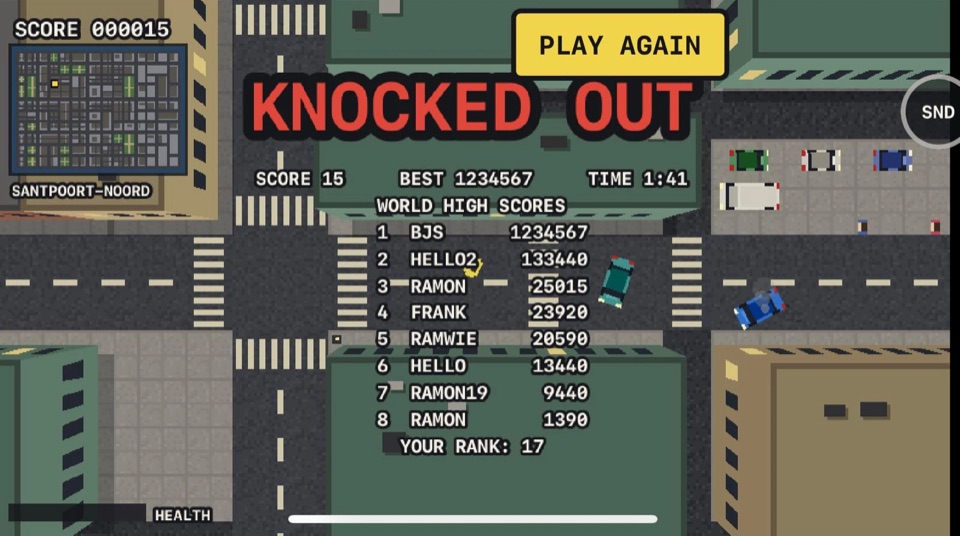 SCORE 000015
PLAY AGAIN
KNOCKED OUT
SND
SANTPOORT-NOORD
SCORE 15 BEST 1234567 TIME 1:41
WORLD HIGH SCORES
1 BJS 1234567
2 HELLO2 133440
3 RAMON 25015
4 FRANK 23920
5 RAMWIE 20590
6 HELLO 13440
7 RAMON19 9440
8 RAMON 1390
YOUR RANK: 17
HEALTH